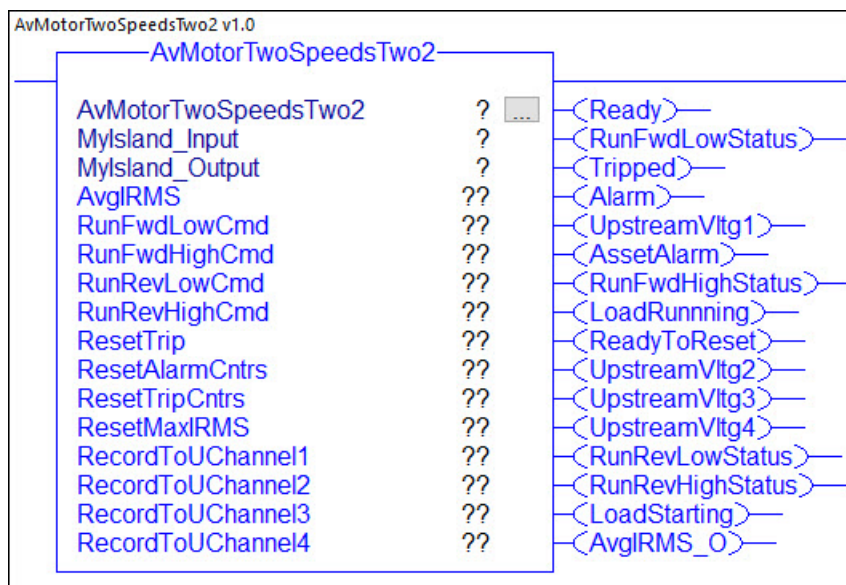 AvMotorTwoSpeedsTwo2 v1.0
AvMotorTwoSpeedsTwo2
AvMotorTwoSpeedsTwo2 ? ... Ready
MyIsland_Input ? RunFwdLowStatus
MyIsland_Output ? Tripped
AvgIRMS ?? Alarm
RunFwdLowCmd ?? UpstreamVltg1
RunFwdHighCmd ?? AssetAlarm
RunRevLowCmd ?? RunFwdHighStatus
RunRevHighCmd ?? LoadRunnning
ResetTrip ?? ReadyToReset
ResetAlarmCntrs ?? UpstreamVltg2
ResetTripCntrs ?? UpstreamVltg3
ResetMaxIRMS ?? UpstreamVltg4
RecordToUChannel1 ?? RunRevLowStatus
RecordToUChannel2 ?? RunRevHighStatus
RecordToUChannel3 ?? LoadStarting
RecordToUChannel4 ?? AvgIRMS_O